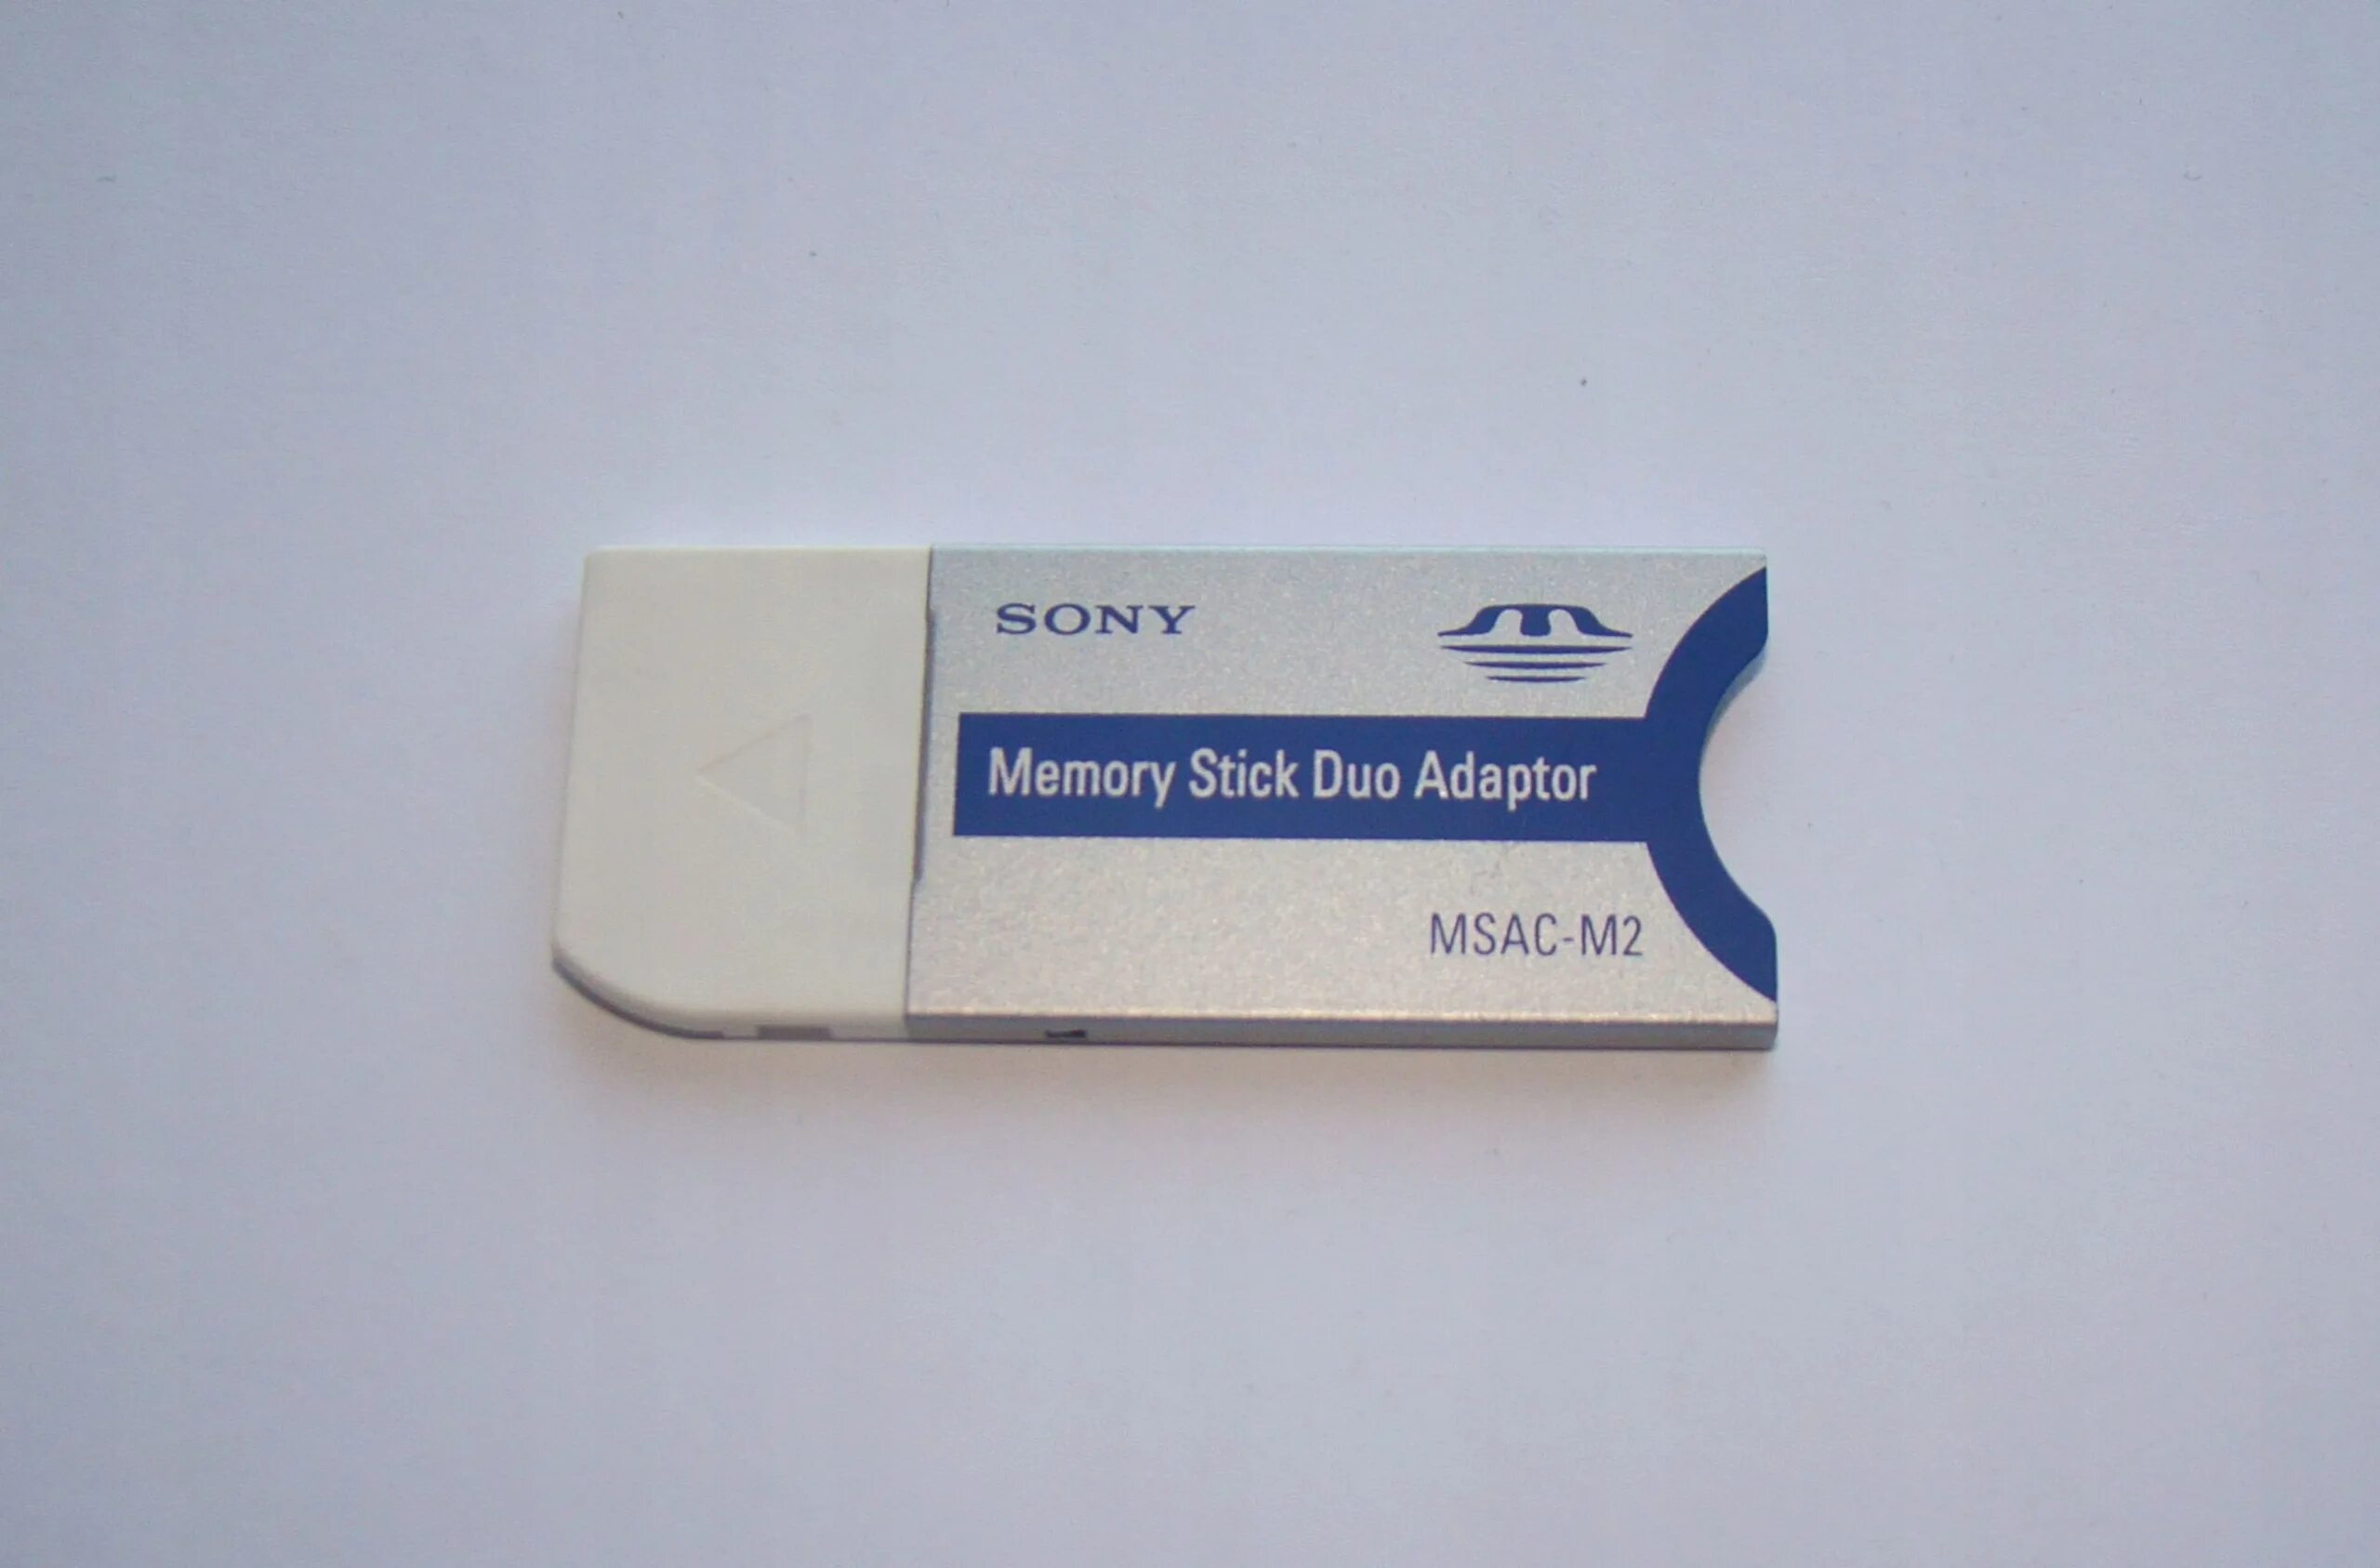 SONY
Memory Stick Duo Adaptor
MSAC-M2